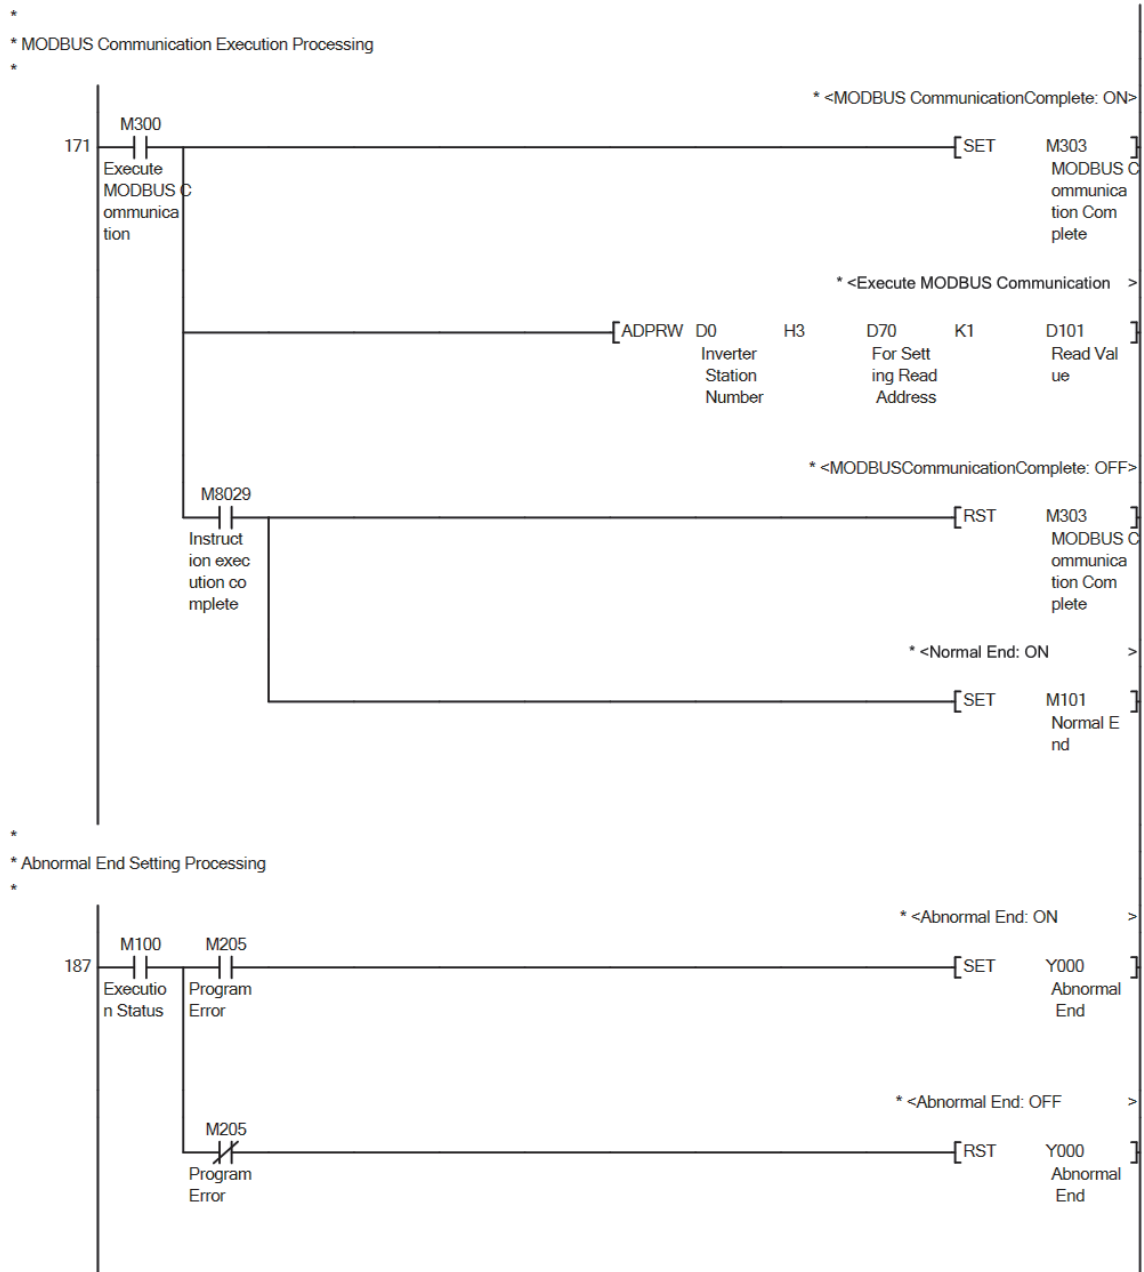 *
* MODBUS Communication Execution Processing
*
* <MODBUS CommunicationComplete: ON>
M300
171
SET M303
Execute
MODBUS C
ommunica
tion
MODBUS C
ommunica
tion Com
plete
* <Execute MODBUS Communication >
ADPRW D0 H3 D70 K1 D101
Inverter
Station
Number
For Sett
ing Read
Address
Read Val
ue
* <MODBUSCommunicationComplete: OFF>
M8029
RST M303
Instruct
ion exec
ution co
mplete
MODBUS C
ommunica
tion Com
plete
* <Normal End: ON >
SET M101
Normal E
nd
*
* Abnormal End Setting Processing
*
* <Abnormal End: ON >
M100 M205
187
SET Y000
Executio
n Status
Program
Error
Abnormal
End
* <Abnormal End: OFF >
M205
RST Y000
Program
Error
Abnormal
End